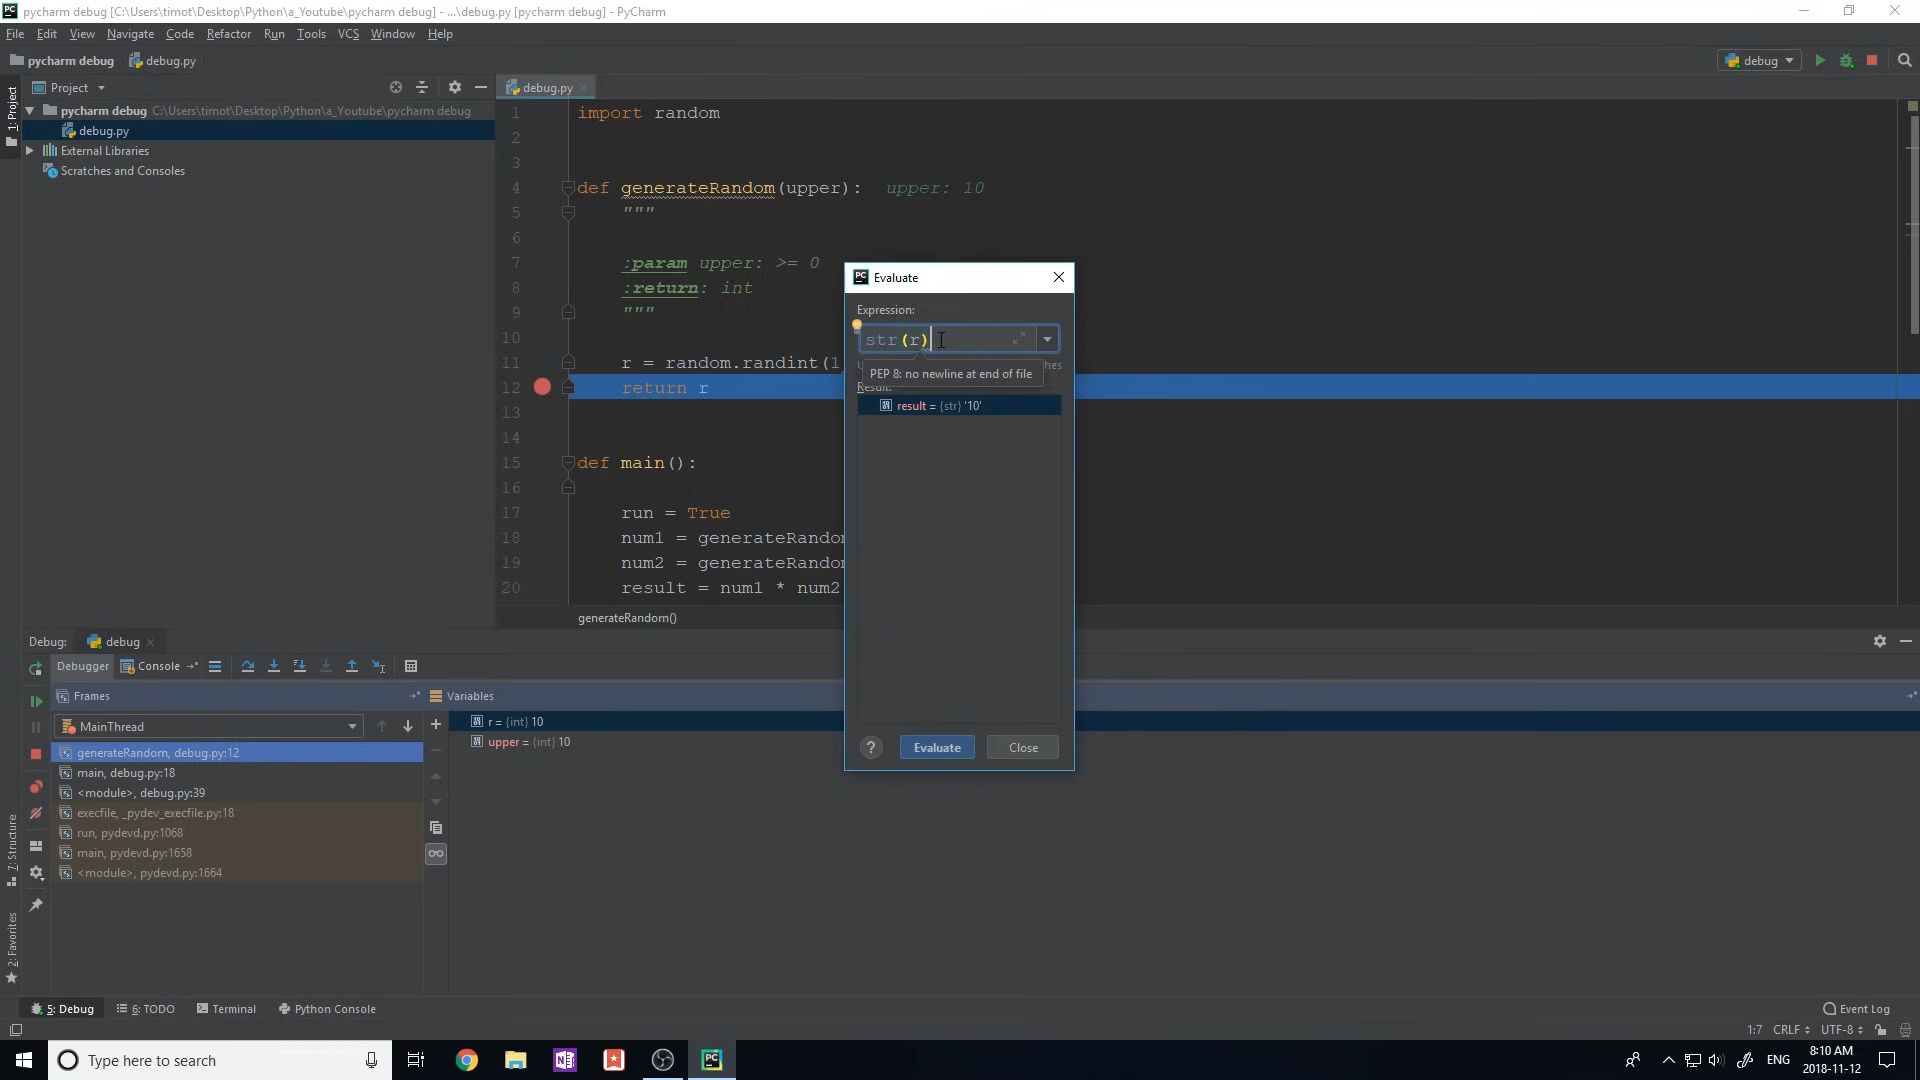 pycharm debug [C:\Users\timot\Desktop\Python\a_Youtube\pycharm debug] - ...\debug.py [pycharm debug] - PyCharm
File Edit View Navigate Code Refactor Run Tools VCS Window Help
pycharm debug debug.py debug
1: Project
Project debug.py
pycharm debug C:\Users\timot\Desktop\Python\a_Youtube\pycharm debug
debug.py
External Libraries
Scratches and Consoles
1 import random
2
3
4 def generateRandom(upper): upper: 10
5 """
6
7 :param upper: >= 0
8 :return: int
9 """
10
11 r = random.randint(1,
12 return r
13
14
15 def main():
16
17 run = True
18 num1 = generateRandom
19 num2 = generateRandom
20 result = num1 * num2
generateRandom()
PC Evaluate
Expression:
str(r)
PEP 8: no newline at end of file
Result:
result = {str} '10'
? Evaluate Close
Debug: debug
Debugger Console
Frames Variables
MainThread
generateRandom, debug.py:12
main, debug.py:18
<module>, debug.py:39
execfile, _pydev_execfile.py:18
run, pydevd.py:1068
main, pydevd.py:1658
<module>, pydevd.py:1664
r = {int} 10
upper = {int} 10
7: Structure
2: Favorites
5: Debug 6: TODO Terminal Python Console Event Log
1:7 CRLF UTF-8
Type here to search
ENG 8:10 AM
2018-11-12